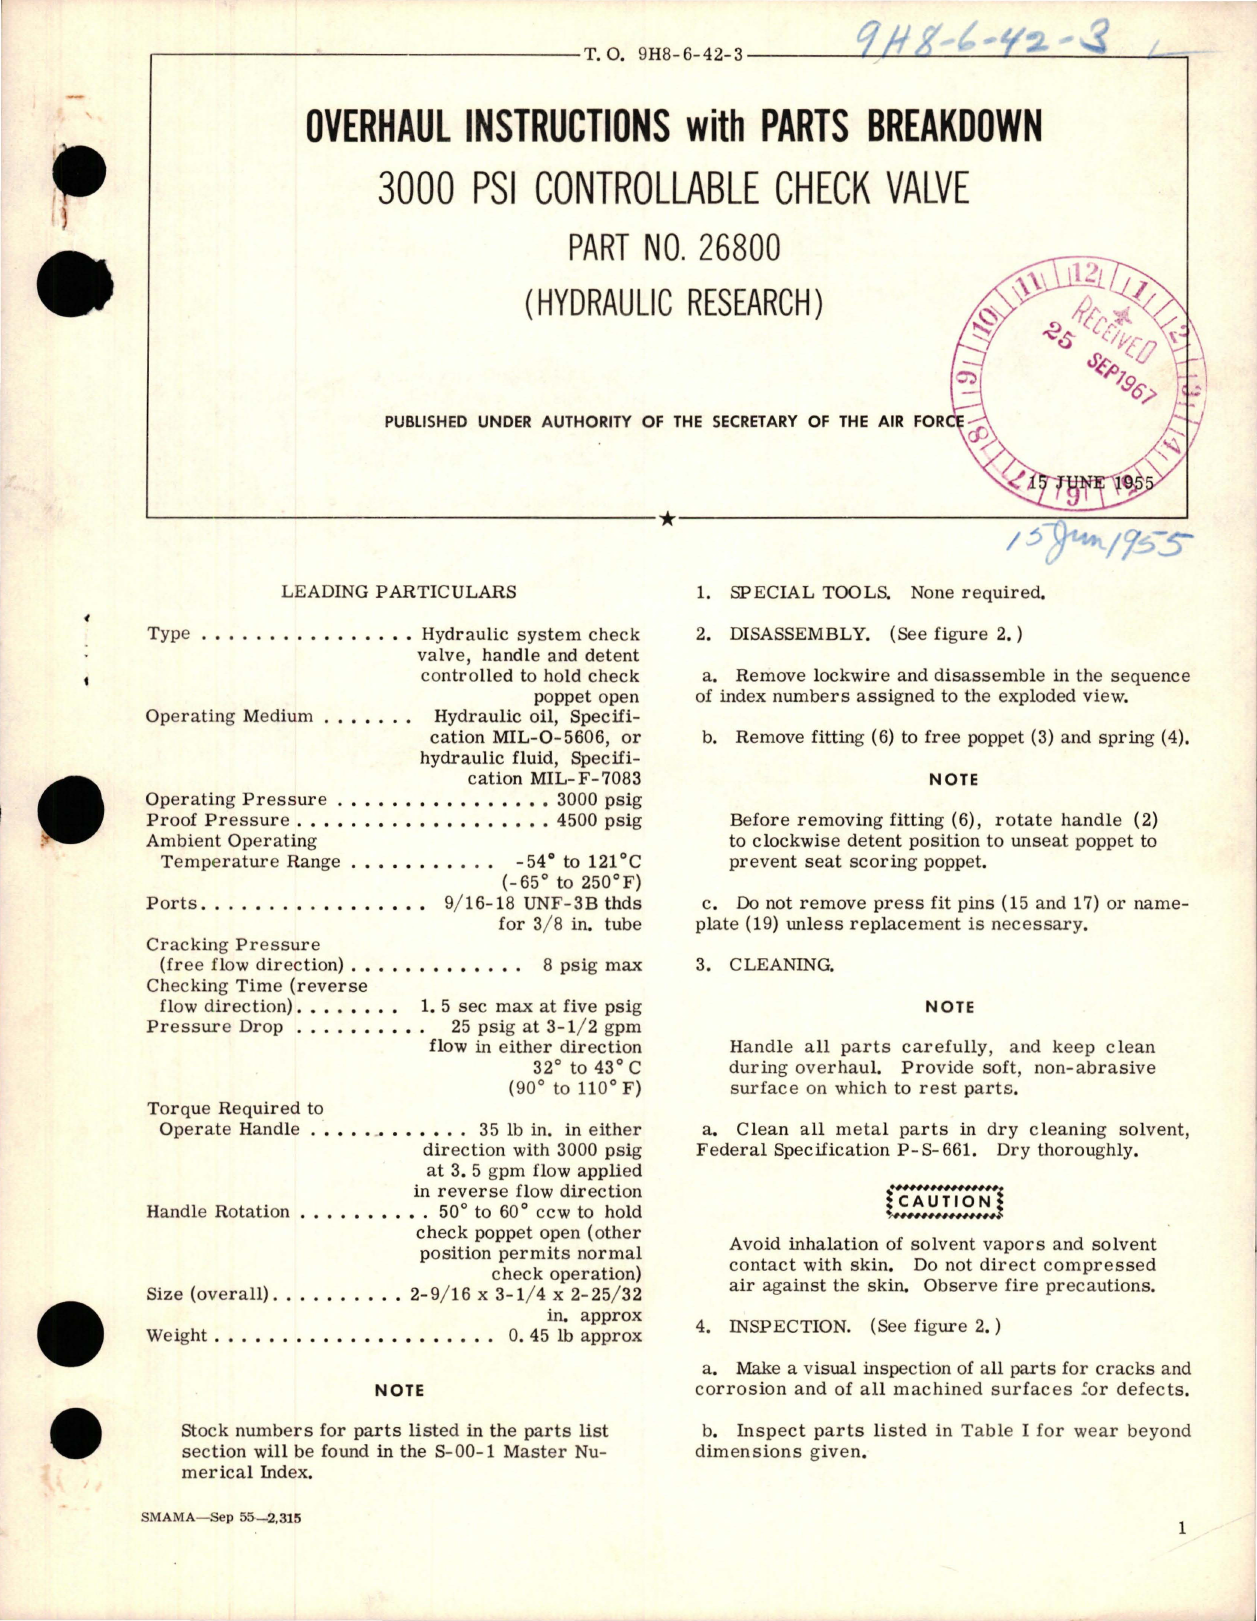 9H8-6-42-3
T. O. 9H8-6-42-3
OVERHAUL INSTRUCTIONS with PARTS BREAKDOWN
3000 PSI CONTROLLABLE CHECK VALVE
PART NO. 26800
(HYDRAULIC RESEARCH)
12 1 2 3 4 5 6 7 8 9 10 11
RECEIVED
25 SEP 1967
PUBLISHED UNDER AUTHORITY OF THE SECRETARY OF THE AIR FORCE
15 JUNE 1955
15 Jun 1955
LEADING PARTICULARS
Type . . . . . . . . . . . . . . . . Hydraulic system check
valve, handle and detent
controlled to hold check
poppet open
Operating Medium . . . . . . . Hydraulic oil, Specifi-
cation MIL-O-5606, or
hydraulic fluid, Specifi-
cation MIL-F-7083
Operating Pressure . . . . . . . . . . . . . . . . 3000 psig
Proof Pressure . . . . . . . . . . . . . . . . . . . 4500 psig
Ambient Operating
Temperature Range . . . . . . . . . . . -54° to 121°C
(-65° to 250°F)
Ports. . . . . . . . . . . . . . . . . 9/16-18 UNF-3B thds
for 3/8 in. tube
Cracking Pressure
(free flow direction) . . . . . . . . . . . . . 8 psig max
Checking Time (reverse
flow direction). . . . . . . . 1. 5 sec max at five psig
Pressure Drop . . . . . . . . . . 25 psig at 3-1/2 gpm
flow in either direction
32° to 43° C
(90° to 110° F)
Torque Required to
Operate Handle . . . . . . . . . . . . 35 lb in. in either
direction with 3000 psig
at 3. 5 gpm flow applied
in reverse flow direction
Handle Rotation . . . . . . . . . . 50° to 60° ccw to hold
check poppet open (other
position permits normal
check operation)
Size (overall). . . . . . . . . . 2-9/16 x 3-1/4 x 2-25/32
in. approx
Weight . . . . . . . . . . . . . . . . . . . . . 0. 45 lb approx
NOTE
Stock numbers for parts listed in the parts list
section will be found in the S-00-1 Master Nu-
merical Index.
SMAMA—Sep 55—2,315
1. SPECIAL TOOLS. None required.
2. DISASSEMBLY. (See figure 2. )
a. Remove lockwire and disassemble in the sequence
of index numbers assigned to the exploded view.
b. Remove fitting (6) to free poppet (3) and spring (4).
NOTE
Before removing fitting (6), rotate handle (2)
to clockwise detent position to unseat poppet to
prevent seat scoring poppet.
c. Do not remove press fit pins (15 and 17) or name-
plate (19) unless replacement is necessary.
3. CLEANING.
NOTE
Handle all parts carefully, and keep clean
during overhaul. Provide soft, non-abrasive
surface on which to rest parts.
a. Clean all metal parts in dry cleaning solvent,
Federal Specification P-S-661. Dry thoroughly.
CAUTION
Avoid inhalation of solvent vapors and solvent
contact with skin. Do not direct compressed
air against the skin. Observe fire precautions.
4. INSPECTION. (See figure 2. )
a. Make a visual inspection of all parts for cracks and
corrosion and of all machined surfaces for defects.
b. Inspect parts listed in Table I for wear beyond
dimensions given.
1